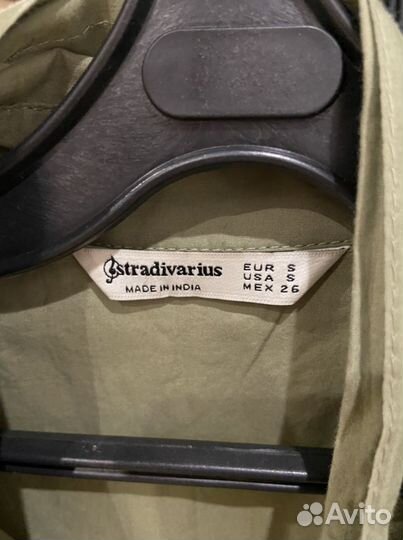 stradivarius
MADE IN INDIA
EUR S
USA S
MEX 26
Avito